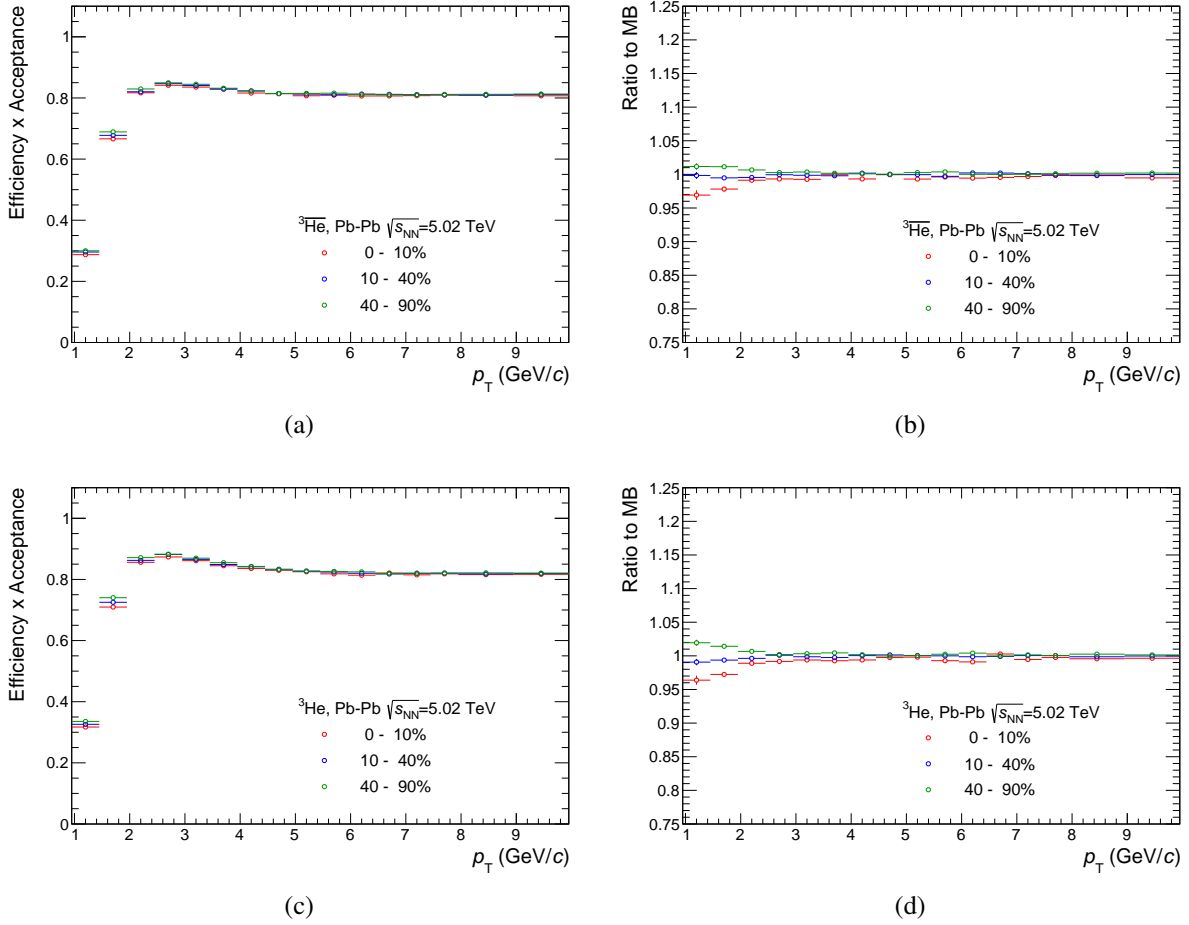 Efficiency x Acceptance
1
0.8
0.6
0.4
0.2
0
1 2 3 4 5 6 7 8 9
p_T (GeV/c)
³H̅e̅, Pb-Pb √s_NN=5.02 TeV
0 - 10%
10 - 40%
40 - 90%
(a)
Ratio to MB
1.25
1.2
1.15
1.1
1.05
1
0.95
0.9
0.85
0.8
0.75
1 2 3 4 5 6 7 8 9
p_T (GeV/c)
³H̅e̅, Pb-Pb √s_NN=5.02 TeV
0 - 10%
10 - 40%
40 - 90%
(b)
Efficiency x Acceptance
1
0.8
0.6
0.4
0.2
0
1 2 3 4 5 6 7 8 9
p_T (GeV/c)
³He, Pb-Pb √s_NN=5.02 TeV
0 - 10%
10 - 40%
40 - 90%
(c)
Ratio to MB
1.25
1.2
1.15
1.1
1.05
1
0.95
0.9
0.85
0.8
0.75
1 2 3 4 5 6 7 8 9
p_T (GeV/c)
³He, Pb-Pb √s_NN=5.02 TeV
0 - 10%
10 - 40%
40 - 90%
(d)